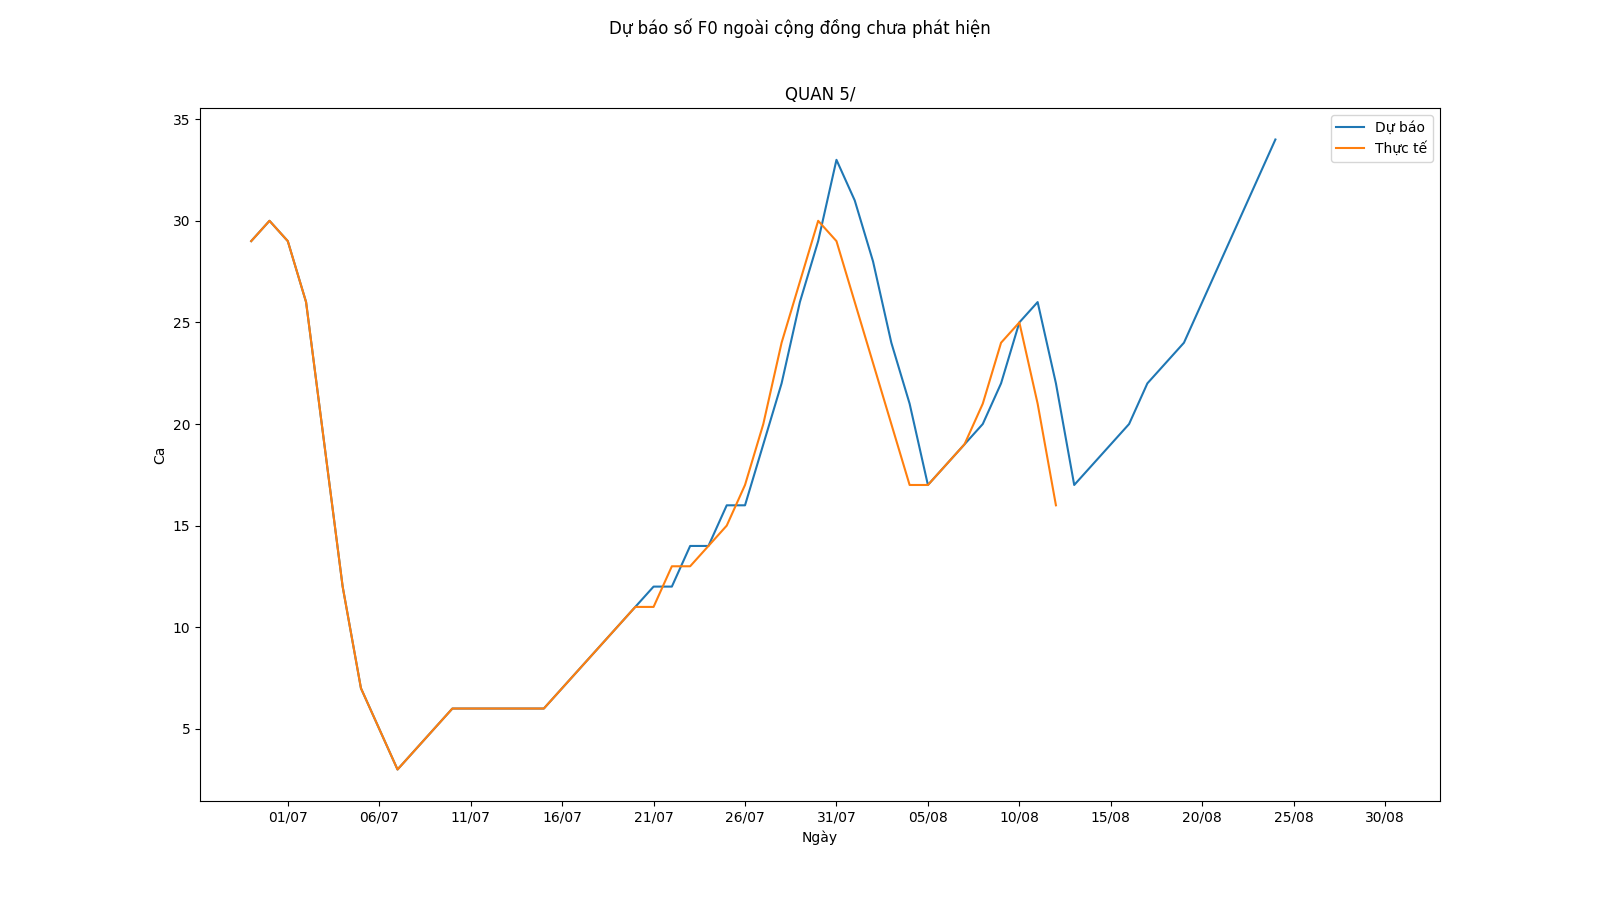 Dự báo số F0 ngoài cộng đồng chưa phát hiện
QUAN 5/
Dự báo
Thực tế
35
30
25
20
15
10
5
Ca
01/07 06/07 11/07 16/07 21/07 26/07 31/07 05/08 10/08 15/08 20/08 25/08 30/08
Ngày